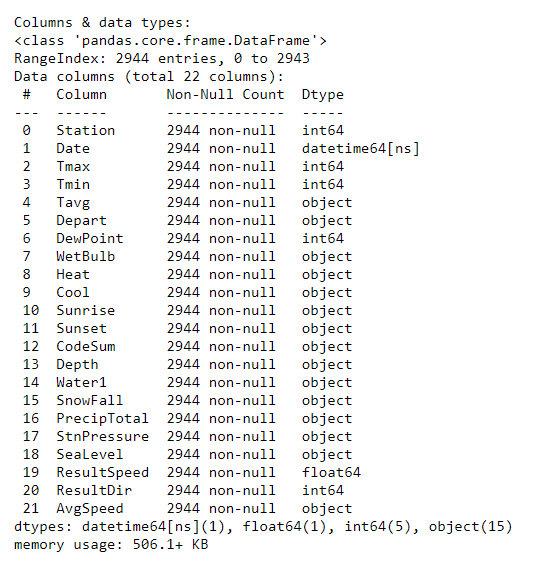 Columns & data types:
<class 'pandas.core.frame.DataFrame'>
RangeIndex: 2944 entries, 0 to 2943
Data columns (total 22 columns):
 #   Column       Non-Null Count  Dtype
---  ------       --------------  -----
 0   Station      2944 non-null   int64
 1   Date         2944 non-null   datetime64[ns]
 2   Tmax         2944 non-null   int64
 3   Tmin         2944 non-null   int64
 4   Tavg         2944 non-null   object
 5   Depart       2944 non-null   object
 6   DewPoint     2944 non-null   int64
 7   WetBulb      2944 non-null   object
 8   Heat         2944 non-null   object
 9   Cool         2944 non-null   object
 10  Sunrise      2944 non-null   object
 11  Sunset       2944 non-null   object
 12  CodeSum      2944 non-null   object
 13  Depth        2944 non-null   object
 14  Water1       2944 non-null   object
 15  SnowFall     2944 non-null   object
 16  PrecipTotal  2944 non-null   object
 17  StnPressure  2944 non-null   object
 18  SeaLevel     2944 non-null   object
 19  ResultSpeed  2944 non-null   float64
 20  ResultDir    2944 non-null   int64
 21  AvgSpeed     2944 non-null   object
dtypes: datetime64[ns](1), float64(1), int64(5), object(15)
memory usage: 506.1+ KB